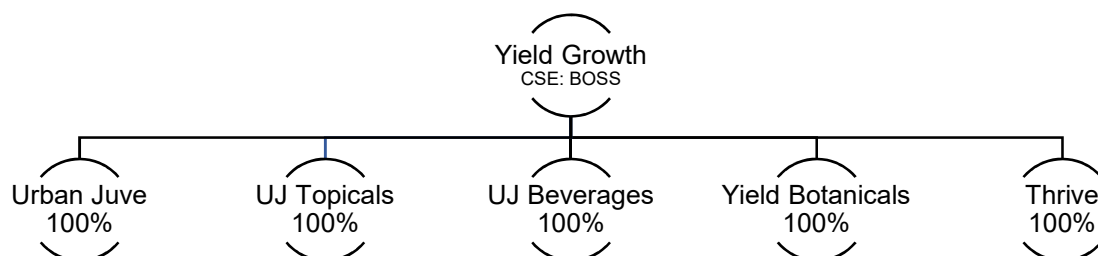 Yield Growth
CSE: BOSS
Urban Juve
100%
UJ Topicals
100%
UJ Beverages
100%
Yield Botanicals
100%
Thrive
100%